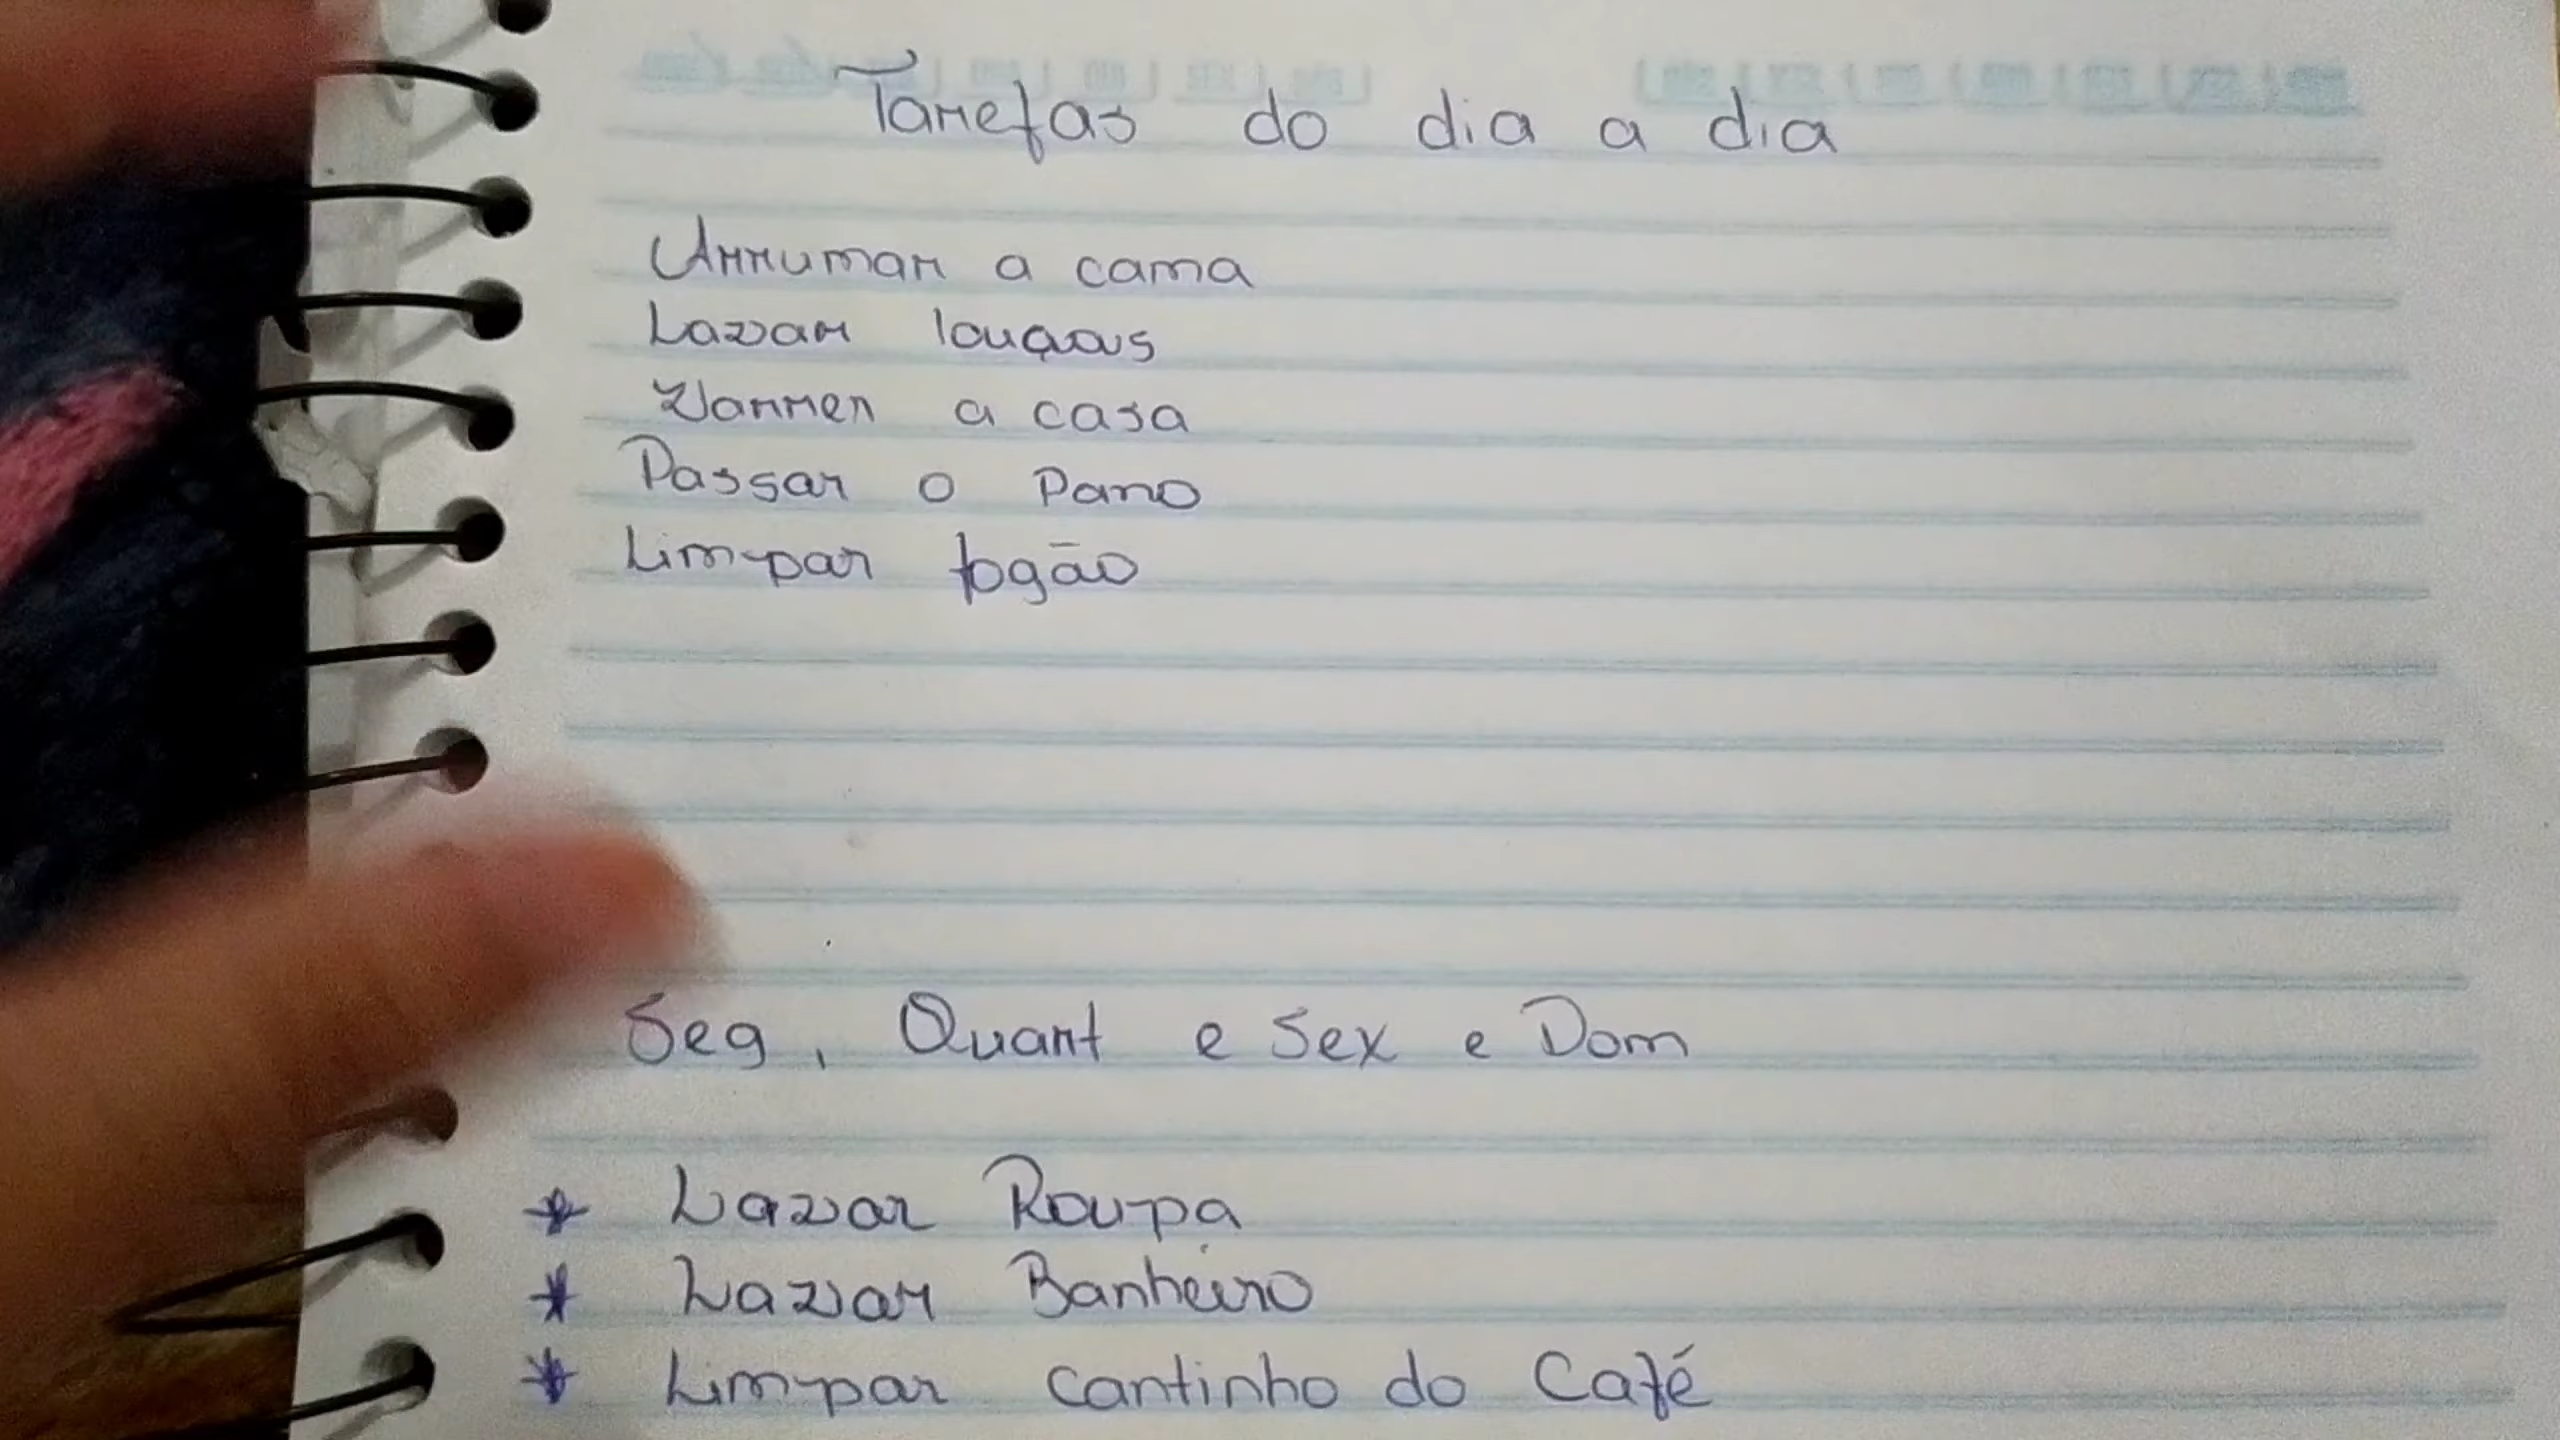 Tarefas do dia a dia
Arrumar a cama
Lavar louças
Varrer a casa
Passar o Pano
Limpar fogão
Seg, Quart e Sex e Dom
* Lavar Roupa
* Lavar Banheiro
* Limpar cantinho do Café